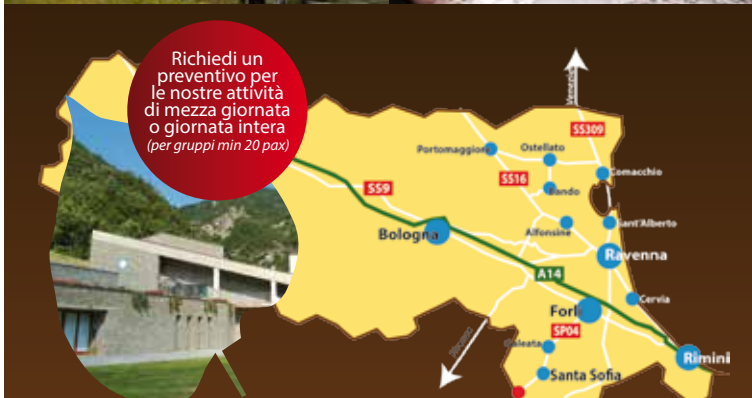 Richiedi un
preventivo per
le nostre attività
di mezza giornata
o giornata intera
(per gruppi min 20 pax)
Venezia
SS309
Portomaggiore
Ostellato
SS16
Comacchio
SS9
Bando
Sant'Alberto
Alfonsine
Bologna
Ravenna
A14
Cervia
Forlì
SP04
Galeata
Rimini
Santa Sofia